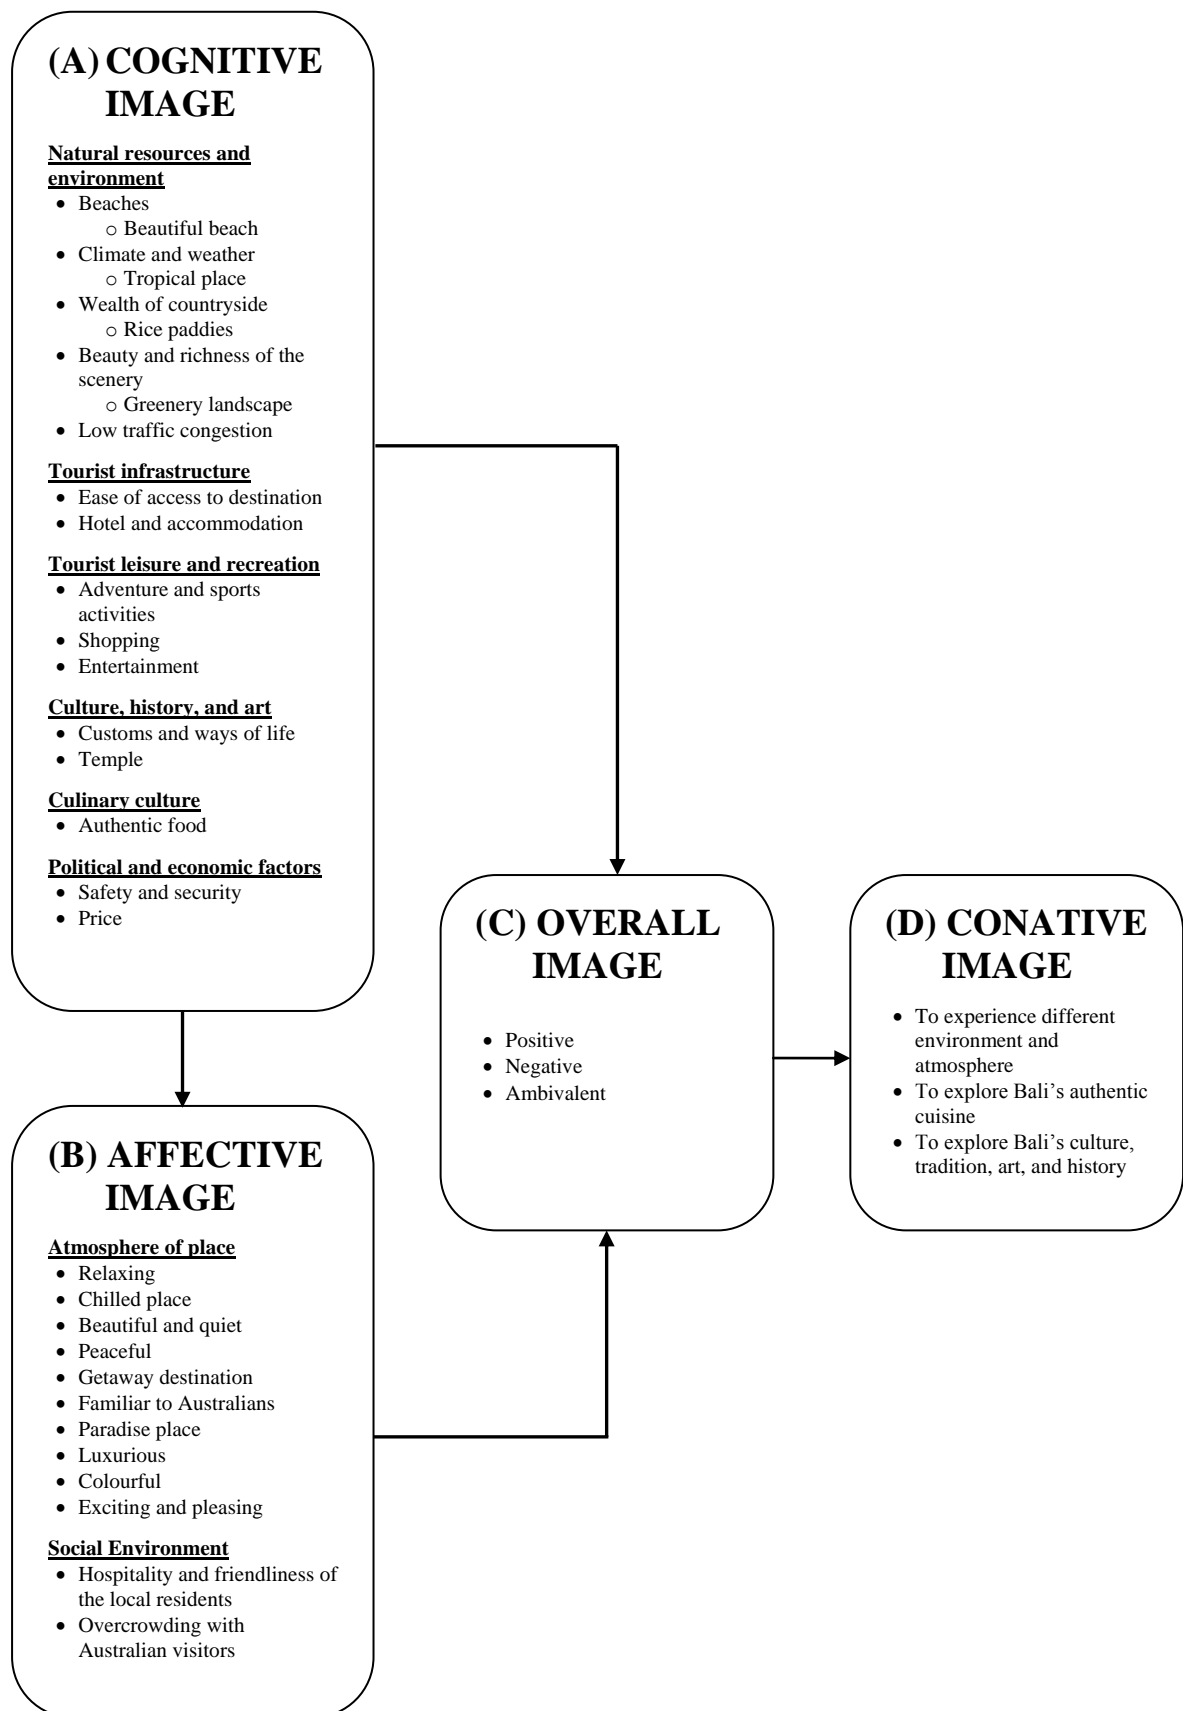 (A) COGNITIVE
IMAGE
Natural resources and
environment
• Beaches
o Beautiful beach
• Climate and weather
o Tropical place
• Wealth of countryside
o Rice paddies
• Beauty and richness of the
scenery
o Greenery landscape
• Low traffic congestion
Tourist infrastructure
• Ease of access to destination
• Hotel and accommodation
Tourist leisure and recreation
• Adventure and sports
activities
• Shopping
• Entertainment
Culture, history, and art
• Customs and ways of life
• Temple
Culinary culture
• Authentic food
Political and economic factors
• Safety and security
• Price
(B) AFFECTIVE
IMAGE
Atmosphere of place
• Relaxing
• Chilled place
• Beautiful and quiet
• Peaceful
• Getaway destination
• Familiar to Australians
• Paradise place
• Luxurious
• Colourful
• Exciting and pleasing
Social Environment
• Hospitality and friendliness of
the local residents
• Overcrowding with
Australian visitors
(C) OVERALL
IMAGE
• Positive
• Negative
• Ambivalent
(D) CONATIVE
IMAGE
• To experience different
environment and
atmosphere
• To explore Bali’s authentic
cuisine
• To explore Bali’s culture,
tradition, art, and history